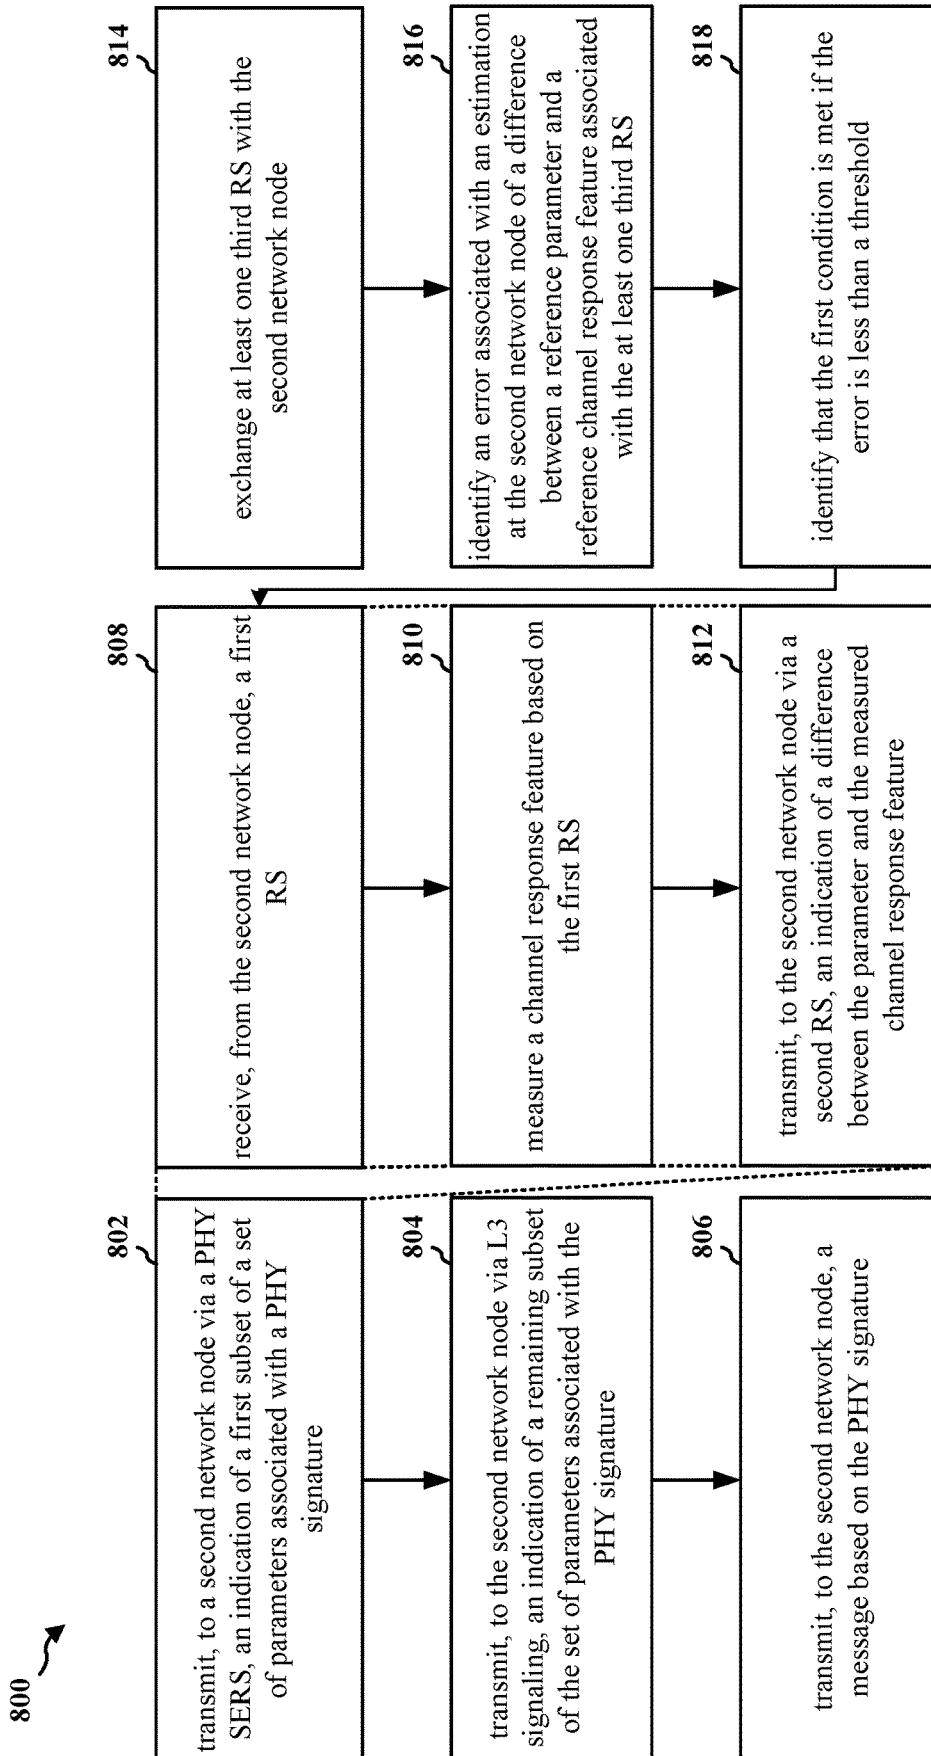 800
802
transmit, to a second network node via a PHY
SERS, an indication of a first subset of a set
of parameters associated with a PHY
signature
804
transmit, to the second network node via L3
signaling, an indication of a remaining subset
of the set of parameters associated with the
PHY signature
806
transmit, to the second network node, a
message based on the PHY signature
808
receive, from the second network node, a first
RS
810
measure a channel response feature based on
the first RS
812
transmit, to the second network node via a
second RS, an indication of a difference
between the parameter and the measured
channel response feature
814
exchange at least one third RS with the
second network node
816
identify an error associated with an estimation
at the second network node of a difference
between a reference parameter and a
reference channel response feature associated
with the at least one third RS
818
identify that the first condition is met if the
error is less than a threshold